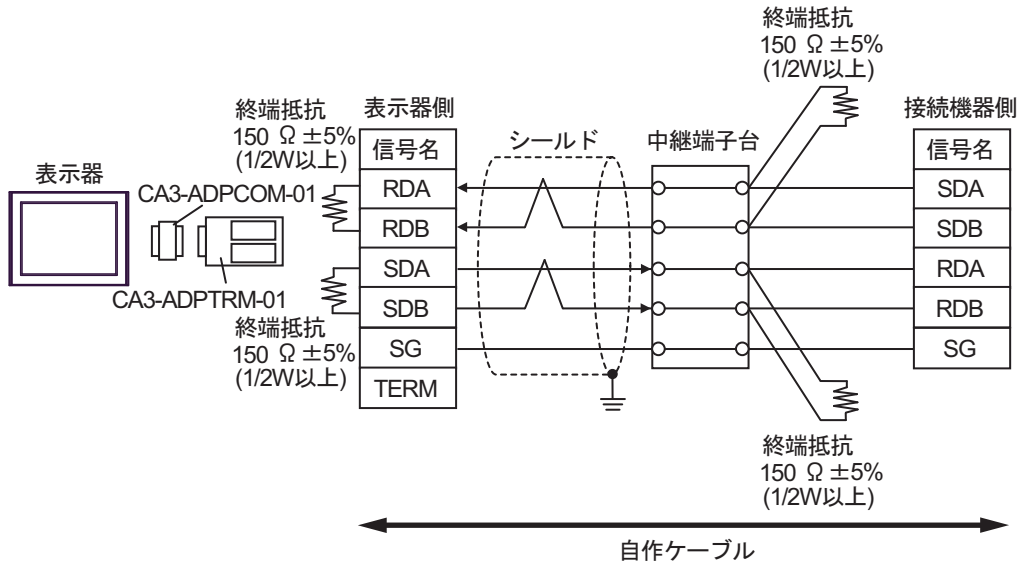 終端抵抗
150 Ω ±5%
(1/2W以上)
終端抵抗
150 Ω ±5%
(1/2W以上)
表示器側
接続機器側
シールド
中継端子台
信号名
信号名
表示器
CA3-ADPCOM-01
RDA
SDA
RDB
SDB
SDA
RDA
CA3-ADPTRM-01
SDB
RDB
終端抵抗
150 Ω ±5%
(1/2W以上)
SG
SG
TERM
終端抵抗
150 Ω ±5%
(1/2W以上)
自作ケーブル